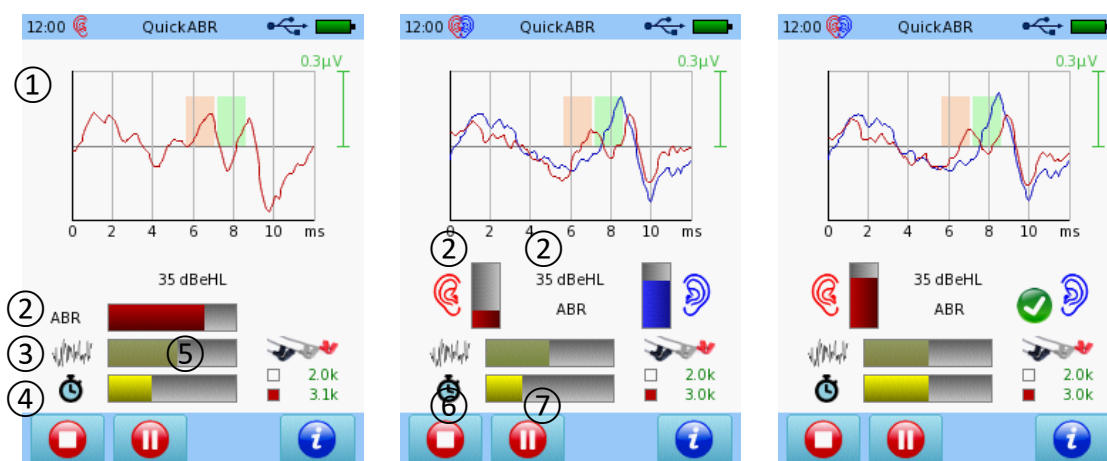 12:00 QuickABR
0.3µV
①
0 2 4 6 8 10 ms
35 dBeHL
② ABR
③ ⑤
2.0k
④ 3.1k
12:00 QuickABR
0.3µV
0 2 4 6 8 10 ms
② ②
35 dBeHL
ABR
2.0k
3.0k
⑥ ⑦
12:00 QuickABR
0.3µV
0 2 4 6 8 10 ms
35 dBeHL
ABR
2.0k
3.0k